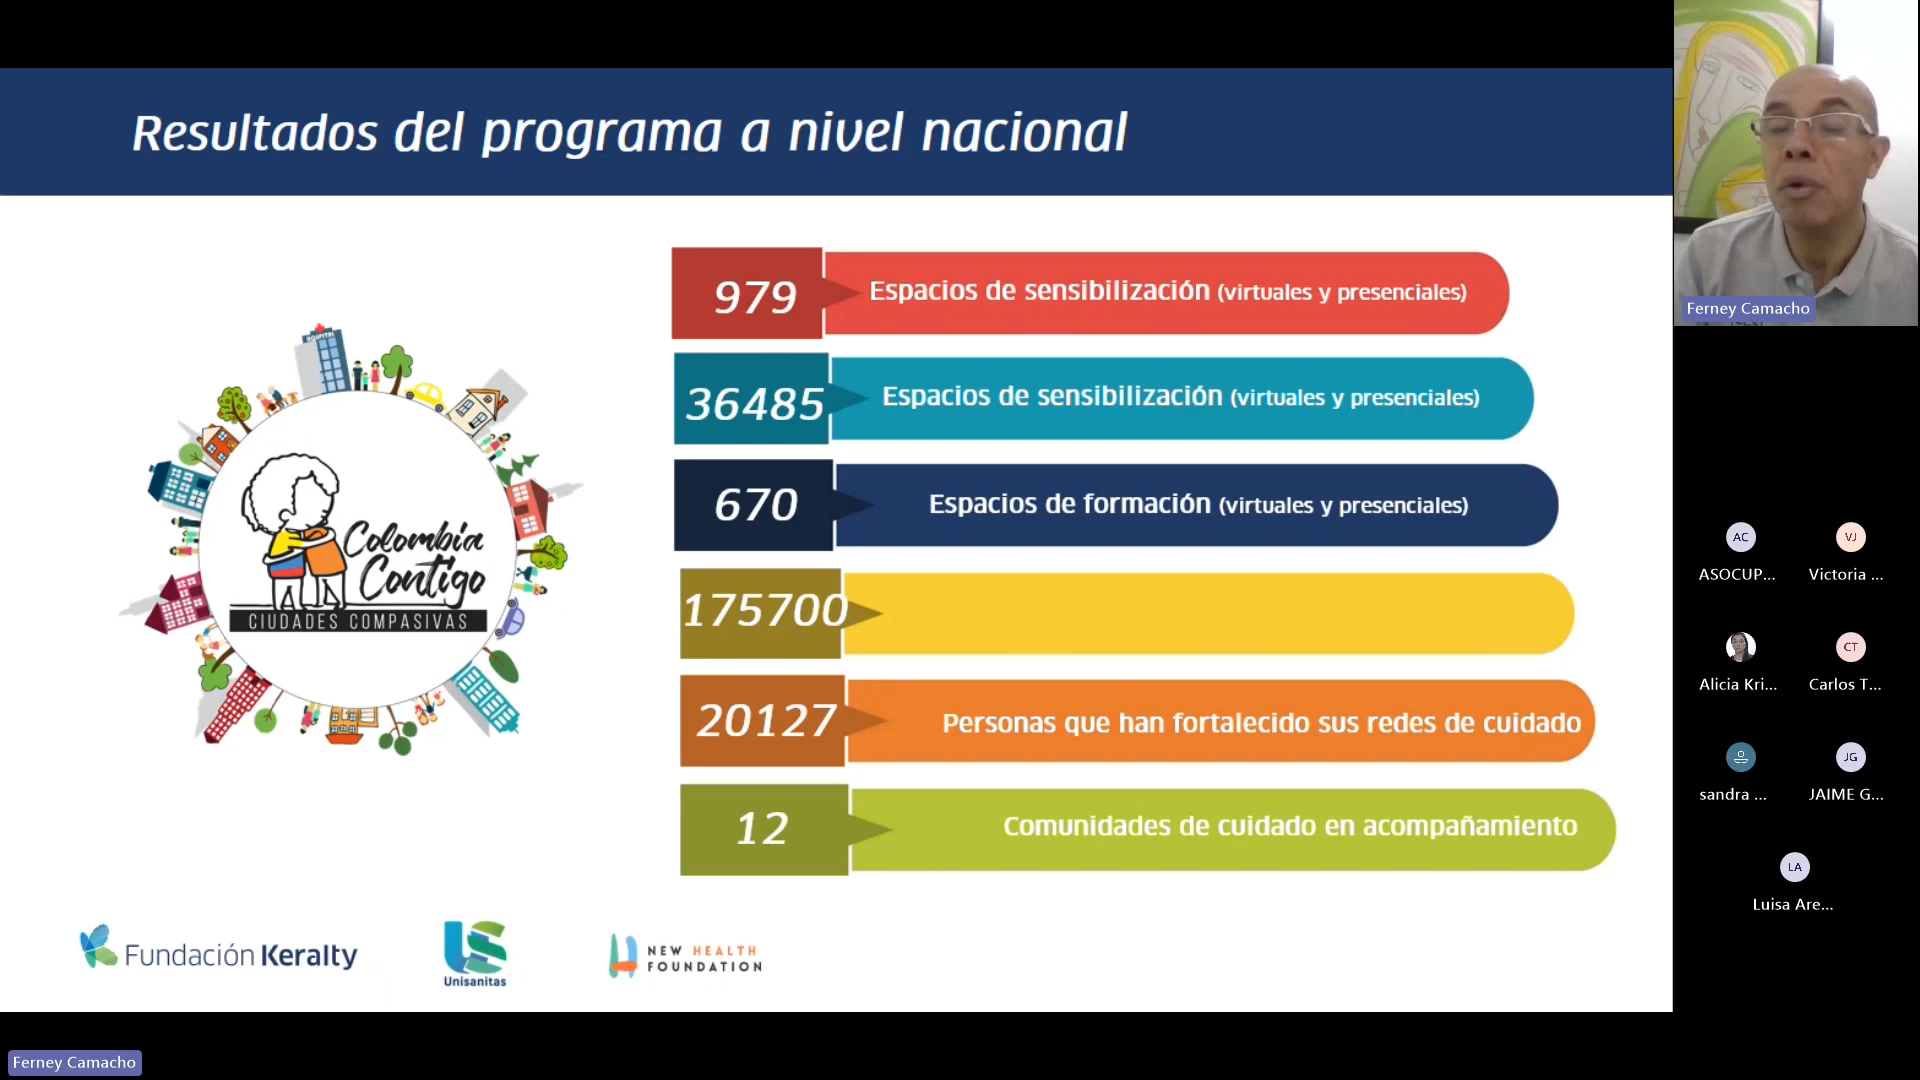 Resultados del programa a nivel nacional
979 Espacios de sensibilización (virtuales y presenciales)
36485 Espacios de sensibilización (virtuales y presenciales)
670 Espacios de formación (virtuales y presenciales)
175700
20127 Personas que han fortalecido sus redes de cuidado
12 Comunidades de cuidado en acompañamiento
HOSPITAL
Colombia
Contigo
CIUDADES COMPASIVAS
Fundación Keralty
US
Unisanitas
NEW HEALTH
FOUNDATION
Ferney Camacho
AC
ASOCUP...
VJ
Victoria ...
Alicia Kri...
CT
Carlos T...
sandra ...
JG
JAIME G...
LA
Luisa Are...
Ferney Camacho